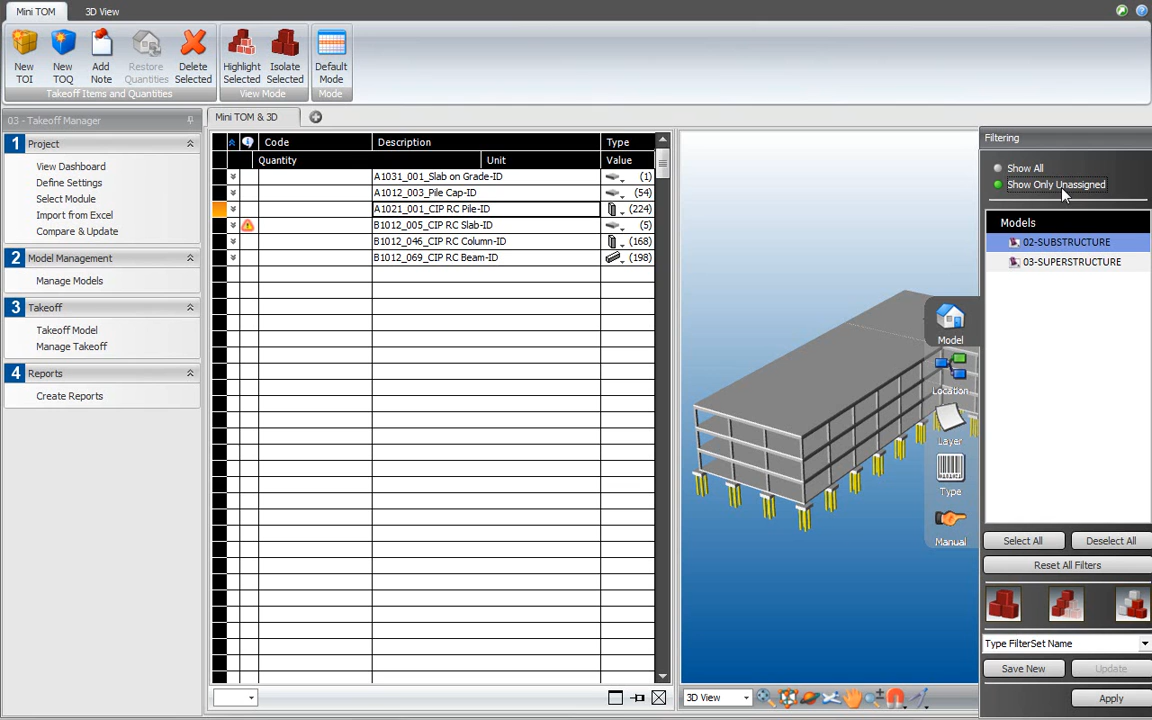 Mini TOM
3D View
New TOI
New TOQ
Add Note
Restore Quantities
Delete Selected
Takeoff Items and Quantities
Highlight Selected
Isolate Selected
View Mode
Default Mode
Mode
03 - Takeoff Manager
1 Project
View Dashboard
Define Settings
Select Module
Import from Excel
Compare & Update
2 Model Management
Manage Models
3 Takeoff
Takeoff Model
Manage Takeoff
4 Reports
Create Reports
Mini TOM & 3D
Code Description Type
Quantity Unit Value
A1031_001_Slab on Grade-ID (1)
A1012_003_Pile Cap-ID (54)
A1021_001_CIP RC Pile-ID (224)
B1012_005_CIP RC Slab-ID (5)
B1012_046_CIP RC Column-ID (168)
B1012_069_CIP RC Beam-ID (198)
3D View
Model
Location
Layer
Type
Manual
Filtering
Show All
Show Only Unassigned
Models
02-SUBSTRUCTURE
03-SUPERSTRUCTURE
Select All
Deselect All
Reset All Filters
Type FilterSet Name
Save New
Update
Apply